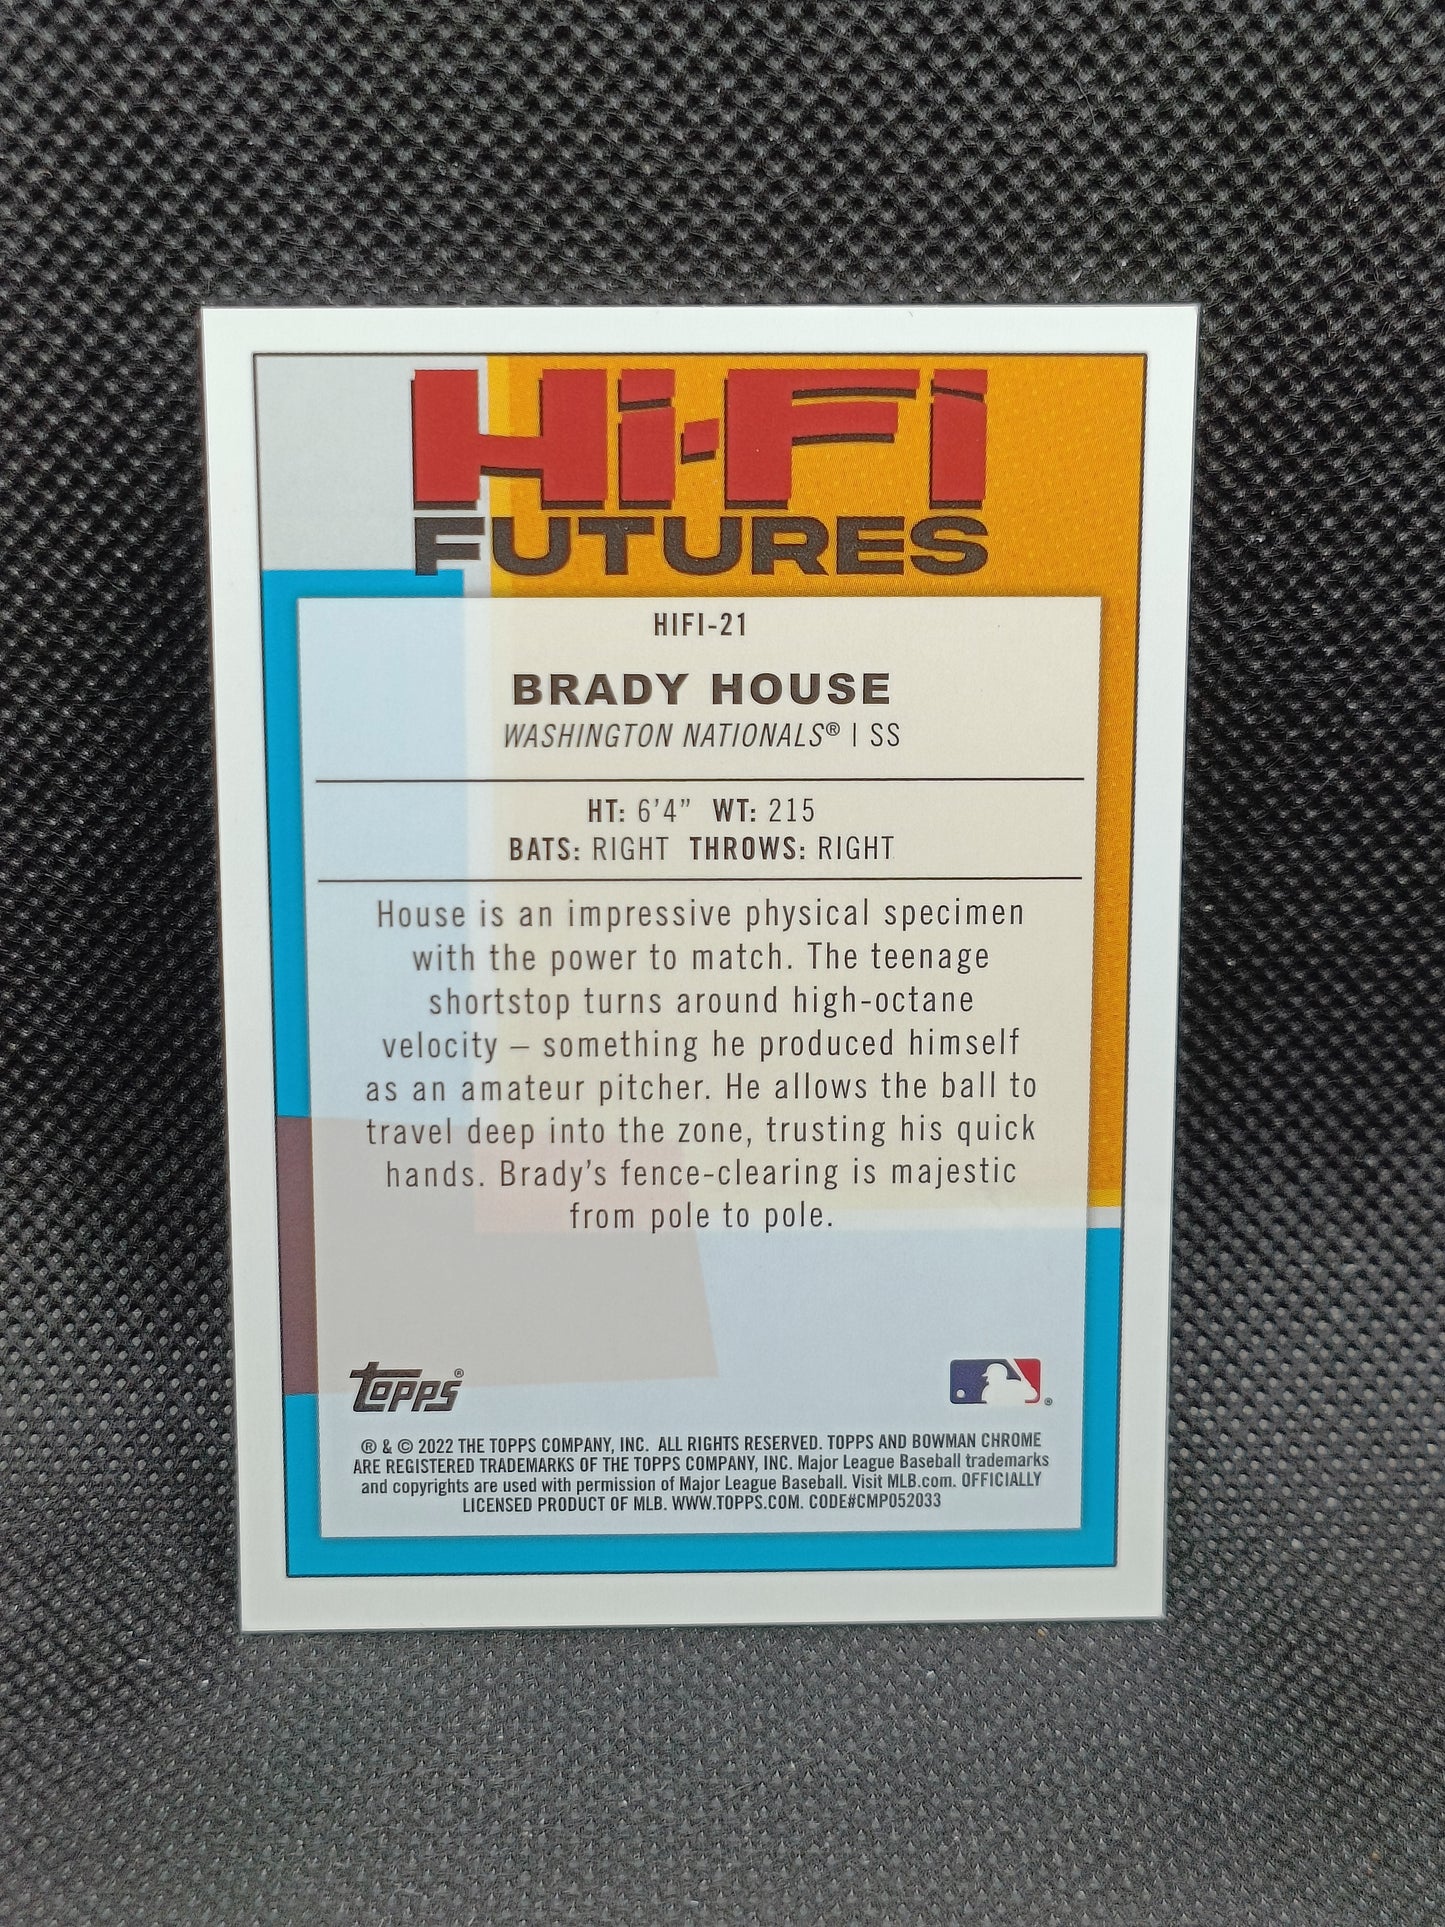 Hi-Fi
FUTURES
HIFI-21
BRADY HOUSE
WASHINGTON NATIONALS® | SS
HT: 6'4" WT: 215
BATS: RIGHT THROWS: RIGHT
House is an impressive physical specimen
with the power to match. The teenage
shortstop turns around high-octane
velocity – something he produced himself
as an amateur pitcher. He allows the ball to
travel deep into the zone, trusting his quick
hands. Brady's fence-clearing is majestic
from pole to pole.
TOPPS®
®
® & © 2022 THE TOPPS COMPANY, INC. ALL RIGHTS RESERVED. TOPPS AND BOWMAN CHROME
ARE REGISTERED TRADEMARKS OF THE TOPPS COMPANY, INC. Major League Baseball trademarks
and copyrights are used with permission of Major League Baseball. Visit MLB.com. OFFICIALLY
LICENSED PRODUCT OF MLB. WWW.TOPPS.COM. CODE#CMP052033